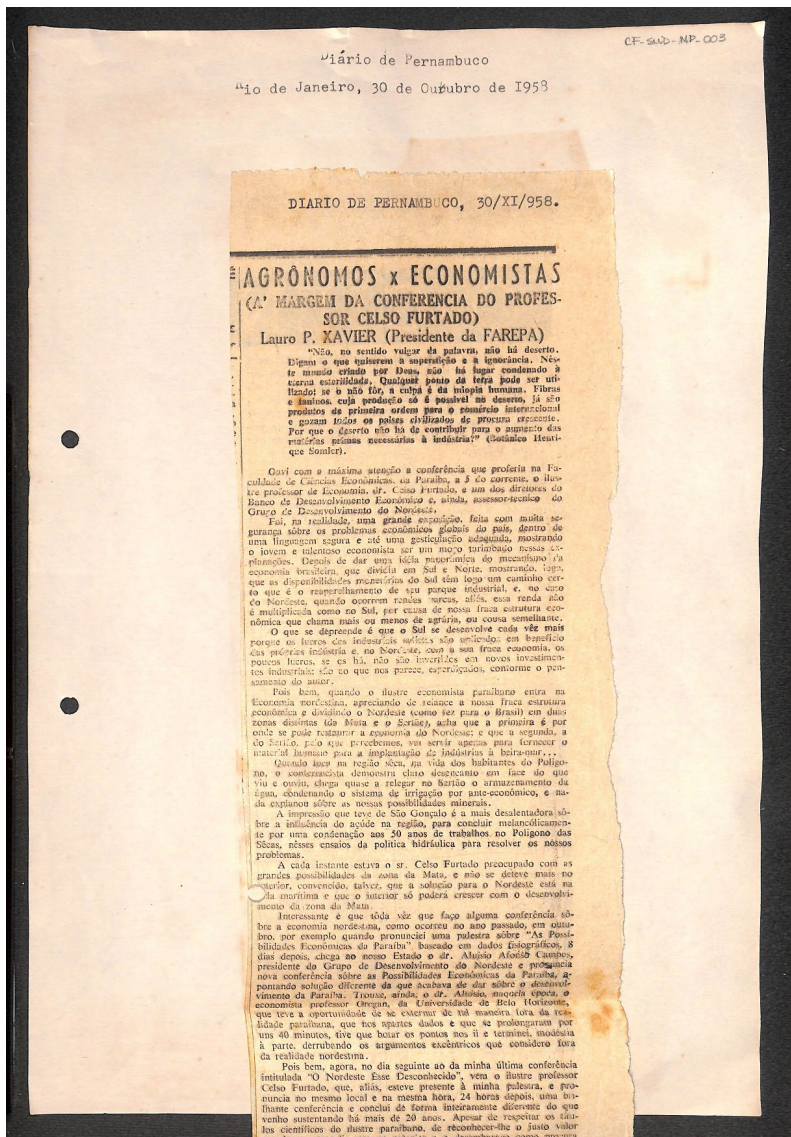 CF-SUD-MP-003
Diário de Pernambuco
Rio de Janeiro, 30 de Outubro de 1958
DIARIO DE PERNAMBUCO, 30/XI/958.
AGRÔNOMOS x ECONOMISTAS
(A' MARGEM DA CONFERENCIA DO PROFES-
SOR CELSO FURTADO)
Lauro P. XAVIER (Presidente da FAREPA)
"Não, no sentido vulgar da palavra, não há deserto.
Digam o que quiserem a superstição e a ignorância. Nês-
te mundo criado por Deus, não há lugar condenado à
eterna esterilidade. Qualquer ponto da terra pode ser uti-
lizado: se o não fôr, a culpa é da miopia humana. Fibras
e taninos, cuja produção só é possível no deserto, já são
produtos de primeira ordem para o comércio internacional
e gozam todos os países civilizados de procura crescente.
Por que o deserto não há de contribuir para o aumento das
matérias primas necessárias à indústria?" (Botânico Henri-
que Semler).
Ouvi com a máxima atenção a conferência que proferiu na Fa-
culdade de Ciências Econômicas, da Paraíba, a 5 do corrente, o ilus-
tre professor de Economia, dr. Celso Furtado, e um dos diretores do
Banco de Desenvolvimento Econômico e, ainda, assessor-técnico do
Grupo de Desenvolvimento do Nordeste.
Foi, na realidade, uma grande exposição, feita com muita se-
gurança sôbre os problemas econômicos globais do país, dentro de
uma linguagem segura e até uma gesticulação adequada, mostrando
o jovem e talentoso economista ser um moço tarimbado nessas ex-
planações. Depois de dar uma idéia panorâmica do mecanismo da
economia brasileira, que dividiu em Sul e Norte, mostrando, logo,
que as disponibilidades monetárias do Sul têm logo um caminho cer-
to que é o reaparelhamento de seu parque industrial, e, no caso
do Nordeste, quando ocorrem rendas parcas, aliás, essa renda não
é multiplicada como no Sul, por causa de nossa fraca estrutura eco-
nômica que chama mais ou menos de agrária, ou cousa semelhante.
O que se depreende é que o Sul se desenvolve cada vêz mais
porque os lucros dos industriais sulistas são aplicados em benefício
das próprias indústria e, no Nordeste, com a sua fraca economia, os
poucos lucros, se os há, não são invertidos em novos investimen-
tos industriais; são ao que nos parece, esperdiçados, conforme o pen-
samento do autor.
Pois bem, quando o ilustre economista paraibano entra na
Economia nordestina, apreciando de relance a nossa fraca estrutura
econômica e dividindo o Nordeste (como fez para o Brasil) em duas
zonas distintas (da Mata e o Sertão), acha que a primeira é por
onde se pode restaurar a economia do Nordeste; e que a segunda, a
do Sertão, pelo que percebemos, vai servir apenas para fornecer o
material humano para a implantação de indústrias à beira-mar...
Quando toca na região sêca, na vida dos habitantes do Polígo-
no, o conferencista demonstra claro desencanto em face do que
viu e ouviu, chega quase a relegar no Sertão o armazenamento da
água, condenando o sistema de irrigação por ante-econômico, e na-
da explanou sôbre as nossas possibilidades minerais.
A impressão que teve de São Gonçalo é a mais desalentadora sô-
bre a influência do açúde na região, para concluir melancólicamen-
te por uma condenação aos 50 anos de trabalhos no Polígono das
Sêcas, nêsses ensaios da política hidráulica para resolver os nossos
problemas.
A cada instante estava o sr. Celso Furtado preocupado com as
grandes possibilidades da zona da Mata, e não se deteve mais no
interior, convencido, talvez, que a solução para o Nordeste está na
marítima e que o interior só poderá crescer com o desenvolvi-
mento da zona da Mata.
Interessante é que tôda vêz que faço alguma conferência sô-
bre a economia nordestina, como ocorreu no ano passado, em outu-
bro, por exemplo quando pronunciei uma palestra sôbre "As Possi-
bilidades Econômicas da Paraíba" baseado em dados fisiográficos, 8
dias depois, chega ao nosso Estado o dr. Aluísio Afonso Campos,
presidente do Grupo de Desenvolvimento do Nordeste e pronuncia
nova conferência sôbre as Possibilidades Econômicas da Paraíba, a-
pontando solução diferente da que acabava de dar sôbre o desenvol-
vimento da Paraíba. Trouxe, ainda, o dr. Aluísio, naquela época, o
economista professor Oregan, da Universidade de Belo Horizonte,
que teve a oportunidade de se externar de tal maneira fora da rea-
lidade paraibana, que nos apartes dados e que se prolongaram por
uns 40 minutos, tive que botar os pontos nos ii e terminei, modéstia
à parte, derrubando os argumentos excêntricos que considero fora
da realidade nordestina.
Pois bem, agora, no dia seguinte ao da minha última conferência
intitulada "O Nordeste Êsse Desconhecido", vem o ilustre professor
Celso Furtado, que, aliás, esteve presente à minha palestra, e pro-
nuncia no mesmo local e na mesma hora, 24 horas depois, uma bri-
lhante conferência e conclui de forma inteiramente diferente do que
venho sustentando há mais de 20 anos. Apesar de respeitar os títu-
los científicos do ilustre paraibano, de reconhecer-lhe o justo valor